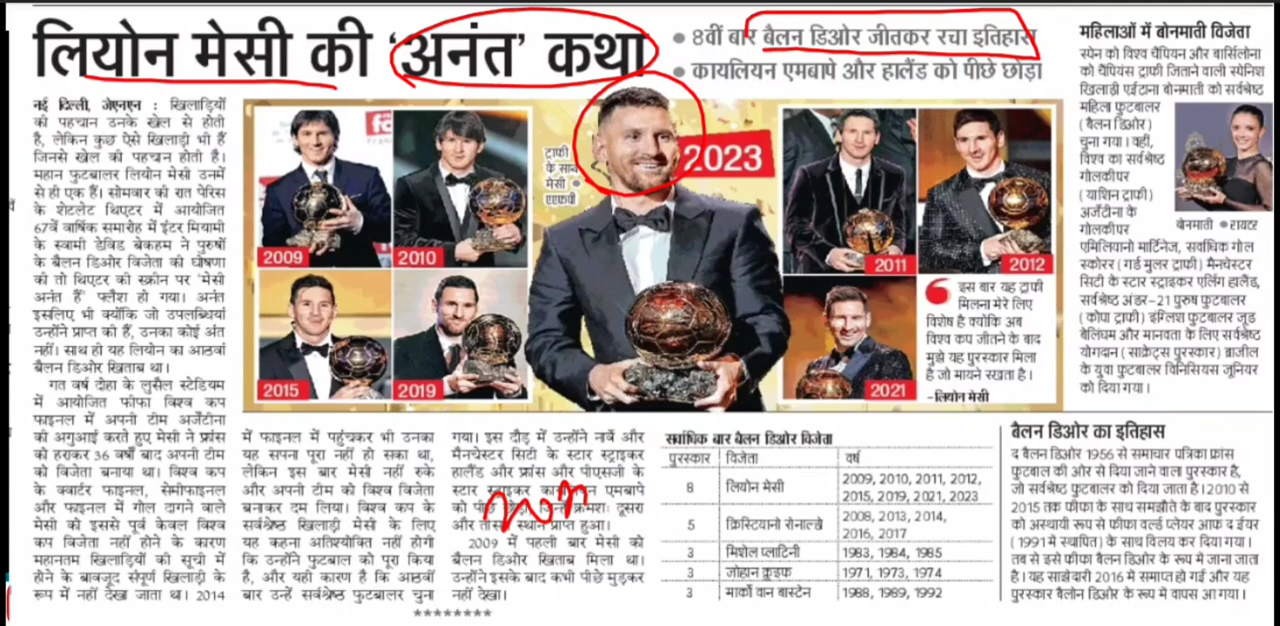 लियोन मेसी की 'अनंत' कथा
● 8वीं बार बैलन डिओर जीतकर रचा इतिहास
● कायलियन एमबापे और हालैंड को पीछे छोड़ा
नई दिल्ली, जेएनएन : खिलाड़ियों
की पहचान उनके खेल से होती
है, लेकिन कुछ ऐसे खिलाड़ी भी हैं
जिनसे खेल की पहचान होती है।
महान फुटबालर लियोन मेसी उनमें
से ही एक हैं। सोमवार की रात पेरिस
के शेटलेट थिएटर में आयोजित
67वें वार्षिक समारोह में इंटर मियामी
के स्वामी डेविड बेकहम ने पुरुषों
के बैलन डिओर विजेता की घोषणा
की तो थिएटर की स्क्रीन पर 'मेसी
अनंत हैं' फ्लैश हो गया। अनंत
इसलिए भी क्योंकि जो उपलब्धियां
उन्होंने प्राप्त की हैं, उनका कोई अंत
नहीं। साथ ही यह लियोन का आठवां
बैलन डिओर खिताब था।
गत वर्ष दोहा के लुसैल स्टेडियम
में आयोजित फीफा विश्व कप
फाइनल में अपनी टीम अर्जेंटीना
की अगुआई करते हुए मेसी ने फ्रांस
को हराकर 36 वर्षों बाद अपनी टीम
को विजेता बनाया था। विश्व कप
के क्वार्टर फाइनल, सेमीफाइनल
और फाइनल में गोल दागने वाले
मेसी को इससे पूर्व केवल विश्व
कप विजेता नहीं होने के कारण
महानतम खिलाड़ियों की सूची में
होने के बावजूद संपूर्ण खिलाड़ी के
रूप में नहीं देखा जाता था। 2014
में फाइनल में पहुंचकर भी उनका
यह सपना पूरा नहीं हो सका था,
लेकिन इस बार मेसी नहीं रुके
और अपनी टीम को विश्व विजेता
बनाकर दम लिया। विश्व कप के
सर्वश्रेष्ठ खिलाड़ी मेसी के लिए
यह कहना अतिशयोक्ति नहीं होगी
कि उन्होंने फुटबाल को पूरा किया
है, और यही कारण है कि आठवीं
बार उन्हें सर्वश्रेष्ठ फुटबालर चुना
गया। इस दौड़ में उन्होंने नार्वे और
मैनचेस्टर सिटी के स्टार स्ट्राइकर
हालैंड और फ्रांस और पीएसजी के
स्टार स्ट्राइकर एमबापे
को पीछे क्रमशः दूसरा
और स्थान प्राप्त हुआ।
2009 में पहली बार मेसी को
बैलन डिओर खिताब मिला था।
उन्होंने इसके बाद कभी पीछे मुड़कर
नहीं देखा।
********
2009
2010
ट्राफी
के साथ
मेसी ●
एएफपी
2023
2011
2012
2015
2019
2021
इस बार यह ट्राफी
मिलना मेरे लिए
विशेष है क्योंकि अब
विश्व कप जीतने के बाद
मुझे यह पुरस्कार मिला
है जो मायने रखता है।
-लियोन मेसी
सर्वाधिक बार बैलन डिओर विजेता
पुरस्कार विजेता वर्ष
8 लियोन मेसी 2009, 2010, 2011, 2012,
2015, 2019, 2021, 2023
5 क्रिस्टियानो रोनाल्डो 2008, 2013, 2014,
2016, 2017
3 मिशेल प्लाटिनी 1983, 1984, 1985
3 जोहान क्रुइफ 1971, 1973, 1974
3 मार्को वान बास्टेन 1988, 1989, 1992
महिलाओं में बोनमाती विजेता
स्पेन को विश्व चैंपियन और बार्सिलोना
को चैंपियंस ट्राफी जिताने वाली स्पेनिश
खिलाड़ी एईटाना बोनमाती को सर्वश्रेष्ठ
महिला फुटबालर
(बैलन डिओर)
चुना गया। वहीं,
विश्व का सर्वश्रेष्ठ
गोलकीपर
(याशिन ट्राफी)
अर्जेंटीना के
गोलकीपर
बोनमाती ● रायटर
एमिलियानो मार्टिनेज, सर्वाधिक गोल
स्कोरर (गर्ड मुलर ट्राफी) मैनचेस्टर
सिटी के स्टार स्ट्राइकर एर्लिंग हालैंड,
सर्वश्रेष्ठ अंडर-21 पुरुष फुटबालर
(कोपा ट्राफी) इंग्लिश फुटबालर जूड
बेलिंघम और मानवता के लिए सर्वश्रेष्ठ
योगदान (साक्रेट्स पुरस्कार) ब्राजील
के युवा फुटबालर विनिसियस जूनियर
को दिया गया।
बैलन डिओर का इतिहास
द बैलन डिओर 1956 से समाचार पत्रिका फ्रांस
फुटबाल की ओर से दिया जाने वाला पुरस्कार है,
जो सर्वश्रेष्ठ फुटबालर को दिया जाता है। 2010 से
2015 तक फीफा के साथ समझौते के बाद पुरस्कार
को अस्थायी रूप से फीफा वर्ल्ड प्लेयर आफ द ईयर
(1991 में स्थापित) के साथ विलय कर दिया गया।
तब से इसे फीफा बैलन डिओर के रूप में जाना जाता
है। यह साझेदारी 2016 में समाप्त हो गई और यह
पुरस्कार बैलोन डिओर के रूप में वापस आ गया।